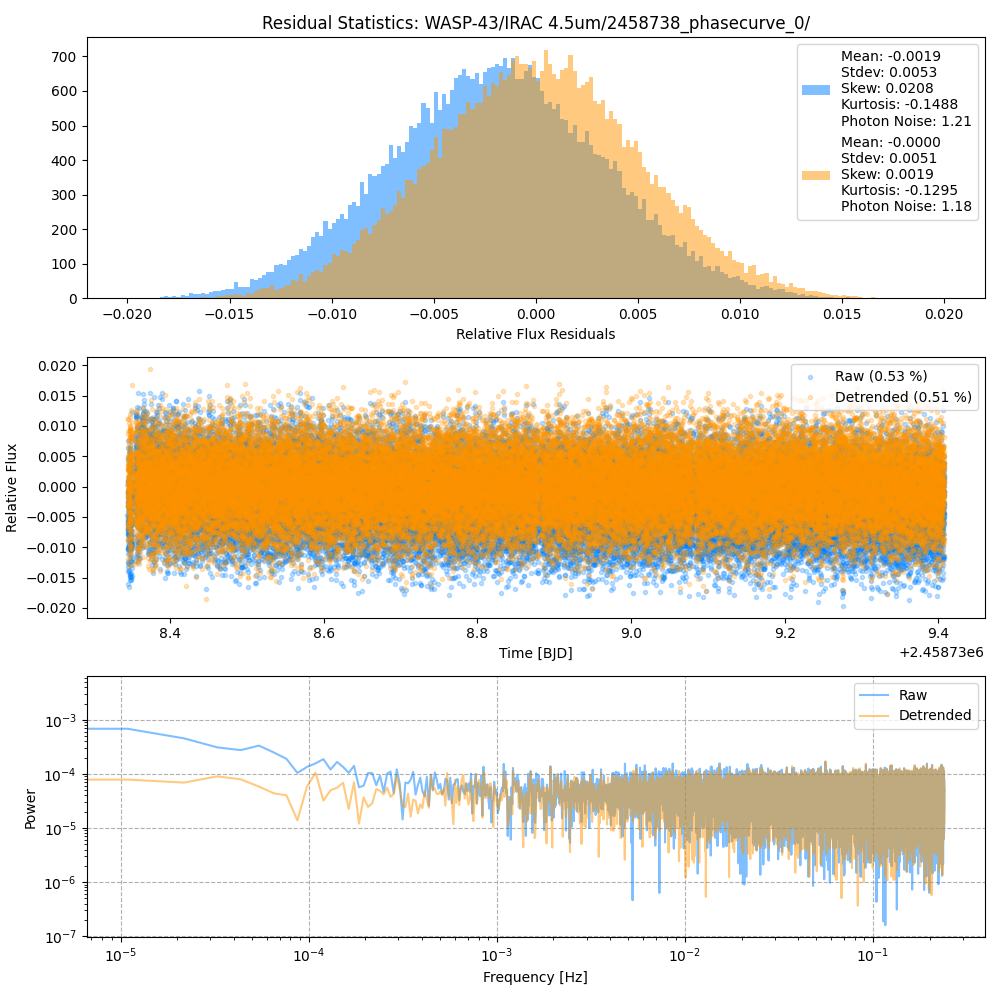 Residual Statistics: WASP-43/IRAC 4.5um/2458738_phasecurve_0/
700
600
500
400
300
200
100
0
Mean: -0.0019
Stdev: 0.0053
Skew: 0.0208
Kurtosis: -0.1488
Photon Noise: 1.21
Mean: -0.0000
Stdev: 0.0051
Skew: 0.0019
Kurtosis: -0.1295
Photon Noise: 1.18
−0.020 −0.015 −0.010 −0.005 0.000 0.005 0.010 0.015 0.020
Relative Flux Residuals
Relative Flux
0.020
0.015
0.010
0.005
0.000
−0.005
−0.010
−0.015
−0.020
Raw (0.53 %)
Detrended (0.51 %)
8.4 8.6 8.8 9.0 9.2 9.4
Time [BJD]
+2.45873e6
Power
10⁻³
10⁻⁴
10⁻⁵
10⁻⁶
10⁻⁷
Raw
Detrended
10⁻⁵ 10⁻⁴ 10⁻³ 10⁻² 10⁻¹
Frequency [Hz]